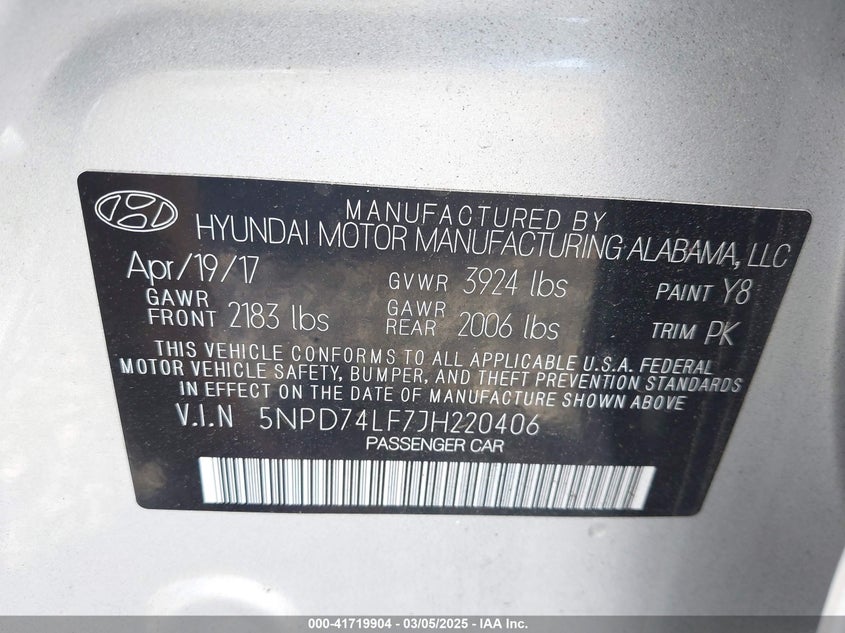 MANUFACTURED BY
HYUNDAI MOTOR MANUFACTURING ALABAMA, LLC
Apr/19/17 GVWR 3924 lbs PAINT Y8
GAWR FRONT 2183 lbs GAWR REAR 2006 lbs TRIM PK
THIS VEHICLE CONFORMS TO ALL APPLICABLE U.S.A. FEDERAL
MOTOR VEHICLE SAFETY, BUMPER, AND THEFT PREVENTION STANDARDS
IN EFFECT ON THE DATE OF MANUFACTURE SHOWN ABOVE
V.I.N 5NPD74LF7JH220406
PASSENGER CAR
000-41719904 - 03/05/2025 - IAA Inc.